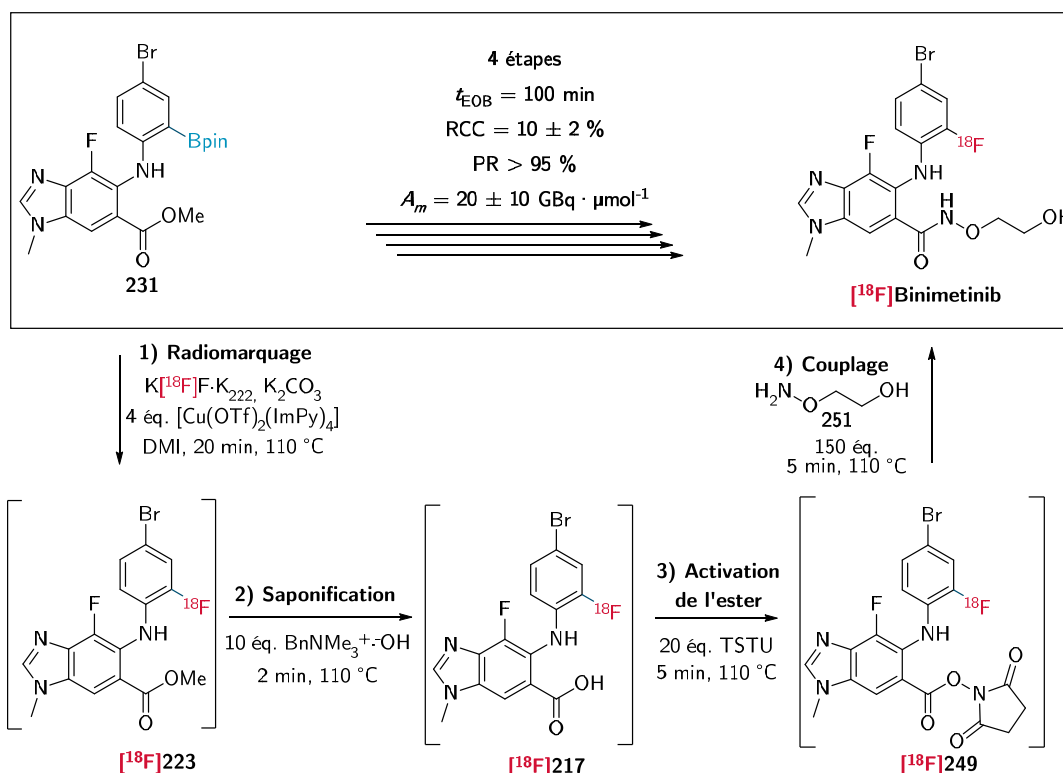 Br
F
Bpin
NH
N
N
OMe
O
231
4 étapes
tEOB = 100 min
RCC = 10 ± 2 %
PR > 95 %
Am = 20 ± 10 GBq · µmol-1
Br
18F
F
NH
N
N
H
N
O
O
OH
[18F]Binimetinib
1) Radiomarquage
K[18F]F·K222, K2CO3
4 éq. [Cu(OTf)2(ImPy)4]
DMI, 20 min, 110 °C
4) Couplage
H2N
O
OH
251
150 éq.
5 min, 110 °C
Br
18F
F
NH
N
N
OMe
O
[18F]223
2) Saponification
10 éq. BnNMe3+·-OH
2 min, 110 °C
Br
18F
F
NH
N
N
OH
O
[18F]217
3) Activation
de l'ester
20 éq. TSTU
5 min, 110 °C
Br
18F
F
NH
N
N
O
O
N
O
O
[18F]249